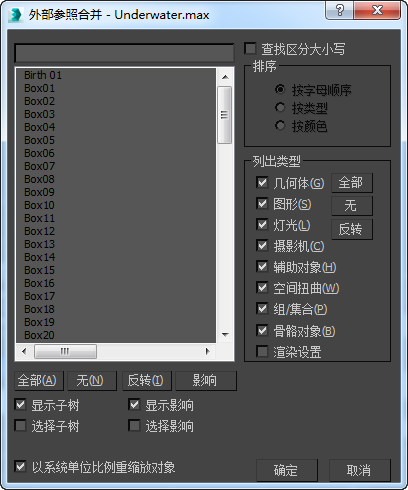 外部参照合并 - Underwater.max
查找区分大小写
Birth 01
Box01
Box02
Box03
Box04
Box05
Box06
Box07
Box08
Box09
Box10
Box11
Box12
Box13
Box14
Box15
Box16
Box17
Box18
Box19
Box20
排序
按字母顺序
按类型
按颜色
列出类型
几何体(G) 全部
图形(S) 无
灯光(L) 反转
摄影机(C)
辅助对象(H)
空间扭曲(W)
组/集合(P)
骨骼对象(B)
渲染设置
全部(A) 无(N) 反转(I) 影响
显示子树 显示影响
选择子树 选择影响
以系统单位比例重缩放对象
确定 取消